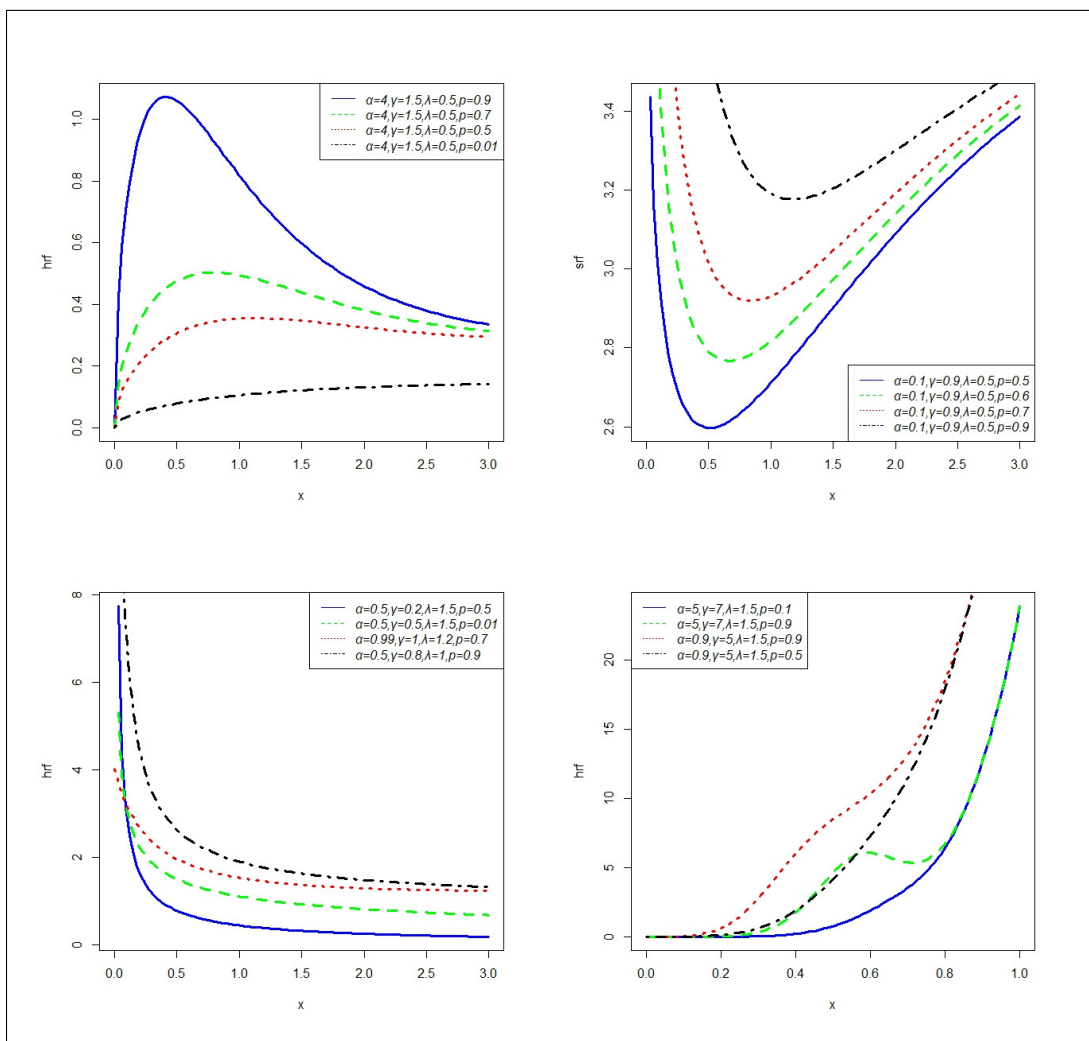 α=4,γ=1.5,λ=0.5,p=0.9
α=4,γ=1.5,λ=0.5,p=0.7
α=4,γ=1.5,λ=0.5,p=0.5
α=4,γ=1.5,λ=0.5,p=0.01
hrf
0.0 0.2 0.4 0.6 0.8 1.0
0.0 0.5 1.0 1.5 2.0 2.5 3.0
x
α=0.1,γ=0.9,λ=0.5,p=0.5
α=0.1,γ=0.9,λ=0.5,p=0.6
α=0.1,γ=0.9,λ=0.5,p=0.7
α=0.1,γ=0.9,λ=0.5,p=0.9
srf
2.6 2.8 3.0 3.2 3.4
0.0 0.5 1.0 1.5 2.0 2.5 3.0
x
α=0.5,γ=0.2,λ=1.5,p=0.5
α=0.5,γ=0.5,λ=1.5,p=0.01
α=0.99,γ=1,λ=1.2,p=0.7
α=0.5,γ=0.8,λ=1,p=0.9
hrf
0 2 4 6 8
0.0 0.5 1.0 1.5 2.0 2.5 3.0
x
α=5,γ=7,λ=1.5,p=0.1
α=5,γ=7,λ=1.5,p=0.9
α=0.9,γ=5,λ=1.5,p=0.9
α=0.9,γ=5,λ=1.5,p=0.5
hrf
0 5 10 15 20
0.0 0.2 0.4 0.6 0.8 1.0
x